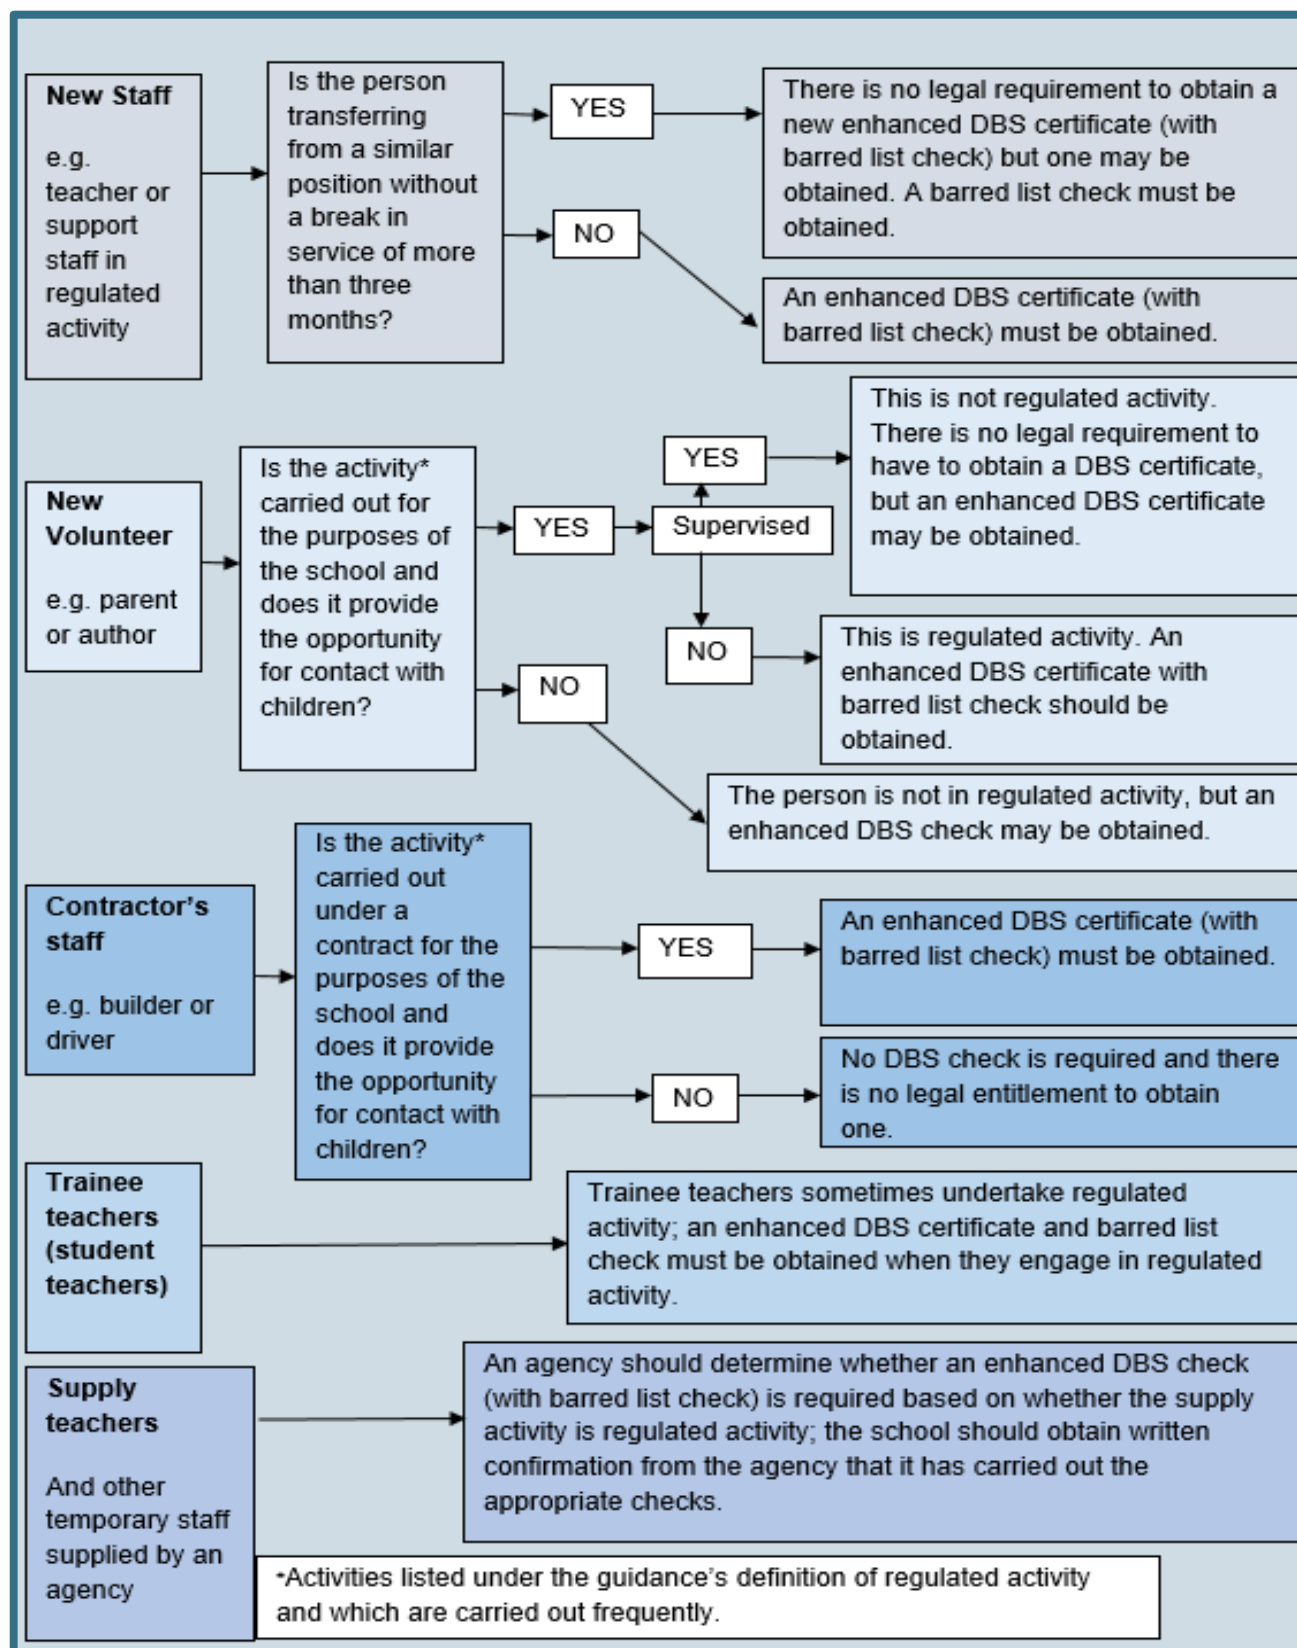 New Staff
e.g.
teacher or
support
staff in
regulated
activity
Is the person
transferring
from a similar
position without
a break in
service of more
than three
months?
YES
NO
There is no legal requirement to obtain a
new enhanced DBS certificate (with
barred list check) but one may be
obtained. A barred list check must be
obtained.
An enhanced DBS certificate (with
barred list check) must be obtained.
New
Volunteer
e.g. parent
or author
Is the activity*
carried out for
the purposes of
the school and
does it provide
the opportunity
for contact with
children?
YES
NO
Supervised
YES
NO
This is not regulated activity.
There is no legal requirement to
have to obtain a DBS certificate,
but an enhanced DBS certificate
may be obtained.
This is regulated activity. An
enhanced DBS certificate with
barred list check should be
obtained.
The person is not in regulated activity, but an
enhanced DBS check may be obtained.
Contractor's
staff
e.g. builder or
driver
Is the activity*
carried out
under a
contract for the
purposes of the
school and
does it provide
the opportunity
for contact with
children?
YES
NO
An enhanced DBS certificate (with
barred list check) must be obtained.
No DBS check is required and there
is no legal entitlement to obtain
one.
Trainee
teachers
(student
teachers)
Trainee teachers sometimes undertake regulated
activity; an enhanced DBS certificate and barred list
check must be obtained when they engage in regulated
activity.
Supply
teachers
And other
temporary staff
supplied by an
agency
An agency should determine whether an enhanced DBS check
(with barred list check) is required based on whether the supply
activity is regulated activity; the school should obtain written
confirmation from the agency that it has carried out the
appropriate checks.
*Activities listed under the guidance's definition of regulated activity
and which are carried out frequently.